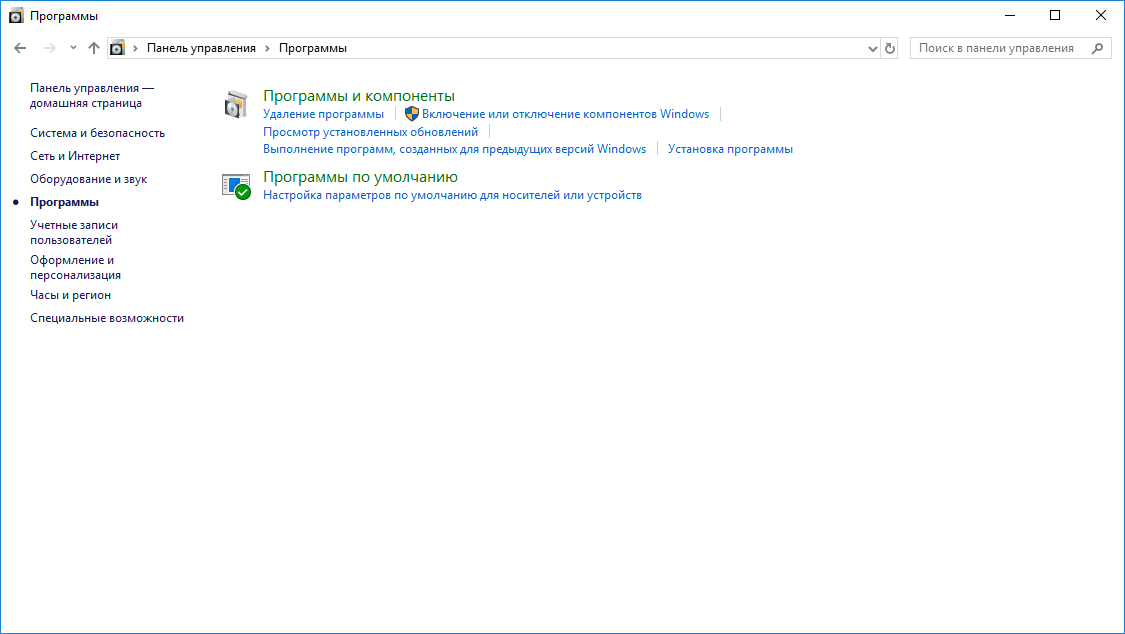 Программы
Панель управления
Программы
Поиск в панели управления
Панель управления —
домашняя страница
Система и безопасность
Сеть и Интернет
Оборудование и звук
Программы
Учетные записи
пользователей
Оформление и
персонализация
Часы и регион
Специальные возможности
Программы и компоненты
Удаление программы
Включение или отключение компонентов Windows
Просмотр установленных обновлений
Выполнение программ, созданных для предыдущих версий Windows
Установка программы
Программы по умолчанию
Настройка параметров по умолчанию для носителей или устройств